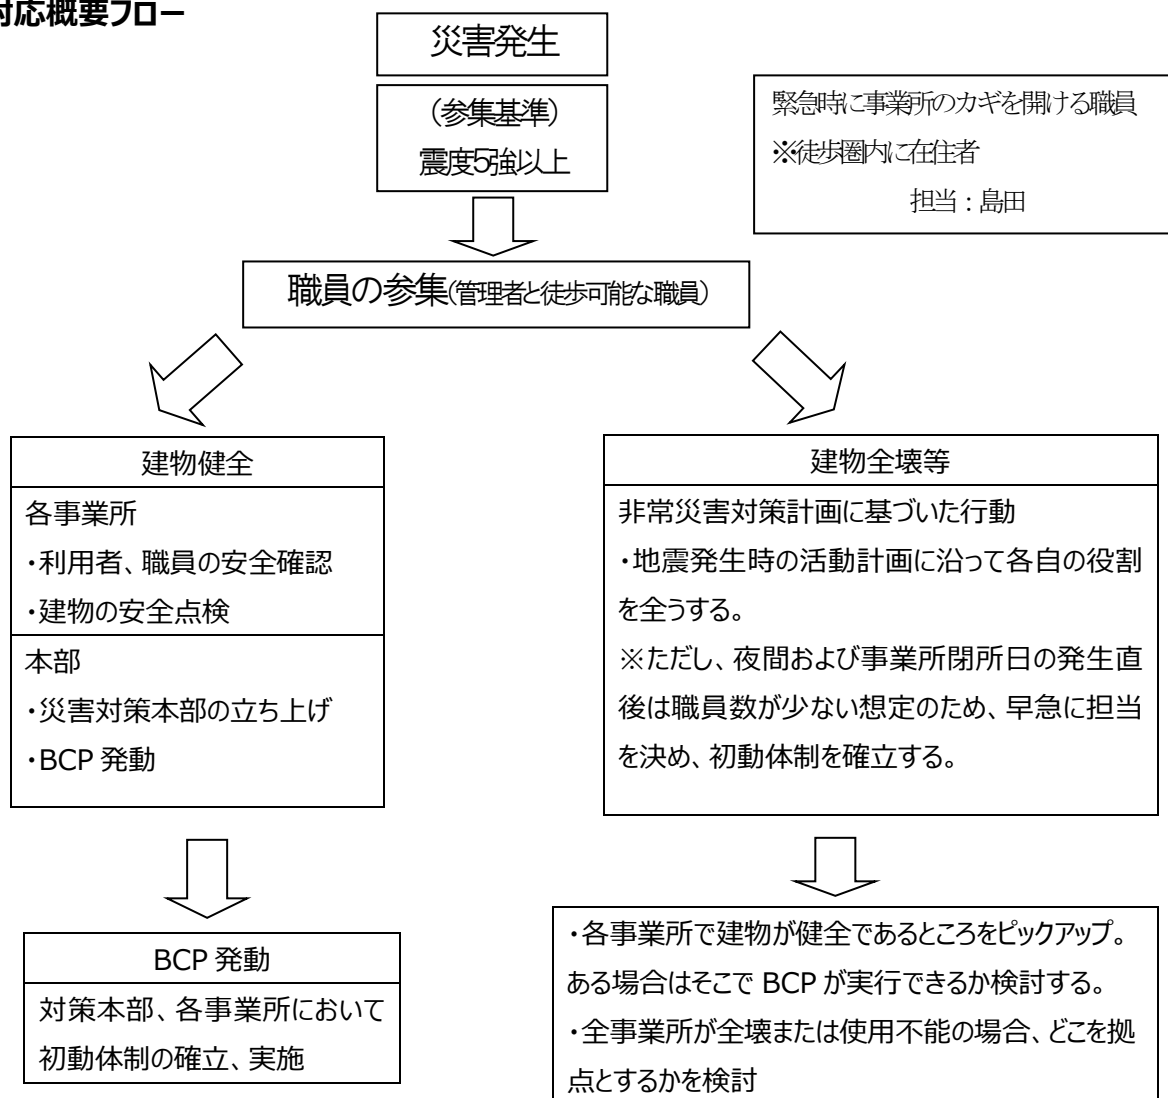 対応概要フロー
災害発生
（参集基準）
震度5強以上
緊急時に事業所のカギを開ける職員
※徒歩圏内に在住者
担当：島田
職員の参集(管理者と徒歩可能な職員)
建物健全
各事業所
・利用者、職員の安全確認
・建物の安全点検
本部
・災害対策本部の立ち上げ
・BCP 発動
建物全壊等
非常災害対策計画に基づいた行動
・地震発生時の活動計画に沿って各自の役割
を全うする。
※ただし、夜間および事業所閉所日の発生直
後は職員数が少ない想定のため、早急に担当
を決め、初動体制を確立する。
BCP 発動
対策本部、各事業所において
初動体制の確立、実施
・各事業所で建物が健全であるところをピックアップ。
ある場合はそこで BCP が実行できるか検討する。
・全事業所が全壊または使用不能の場合、どこを拠
点とするかを検討